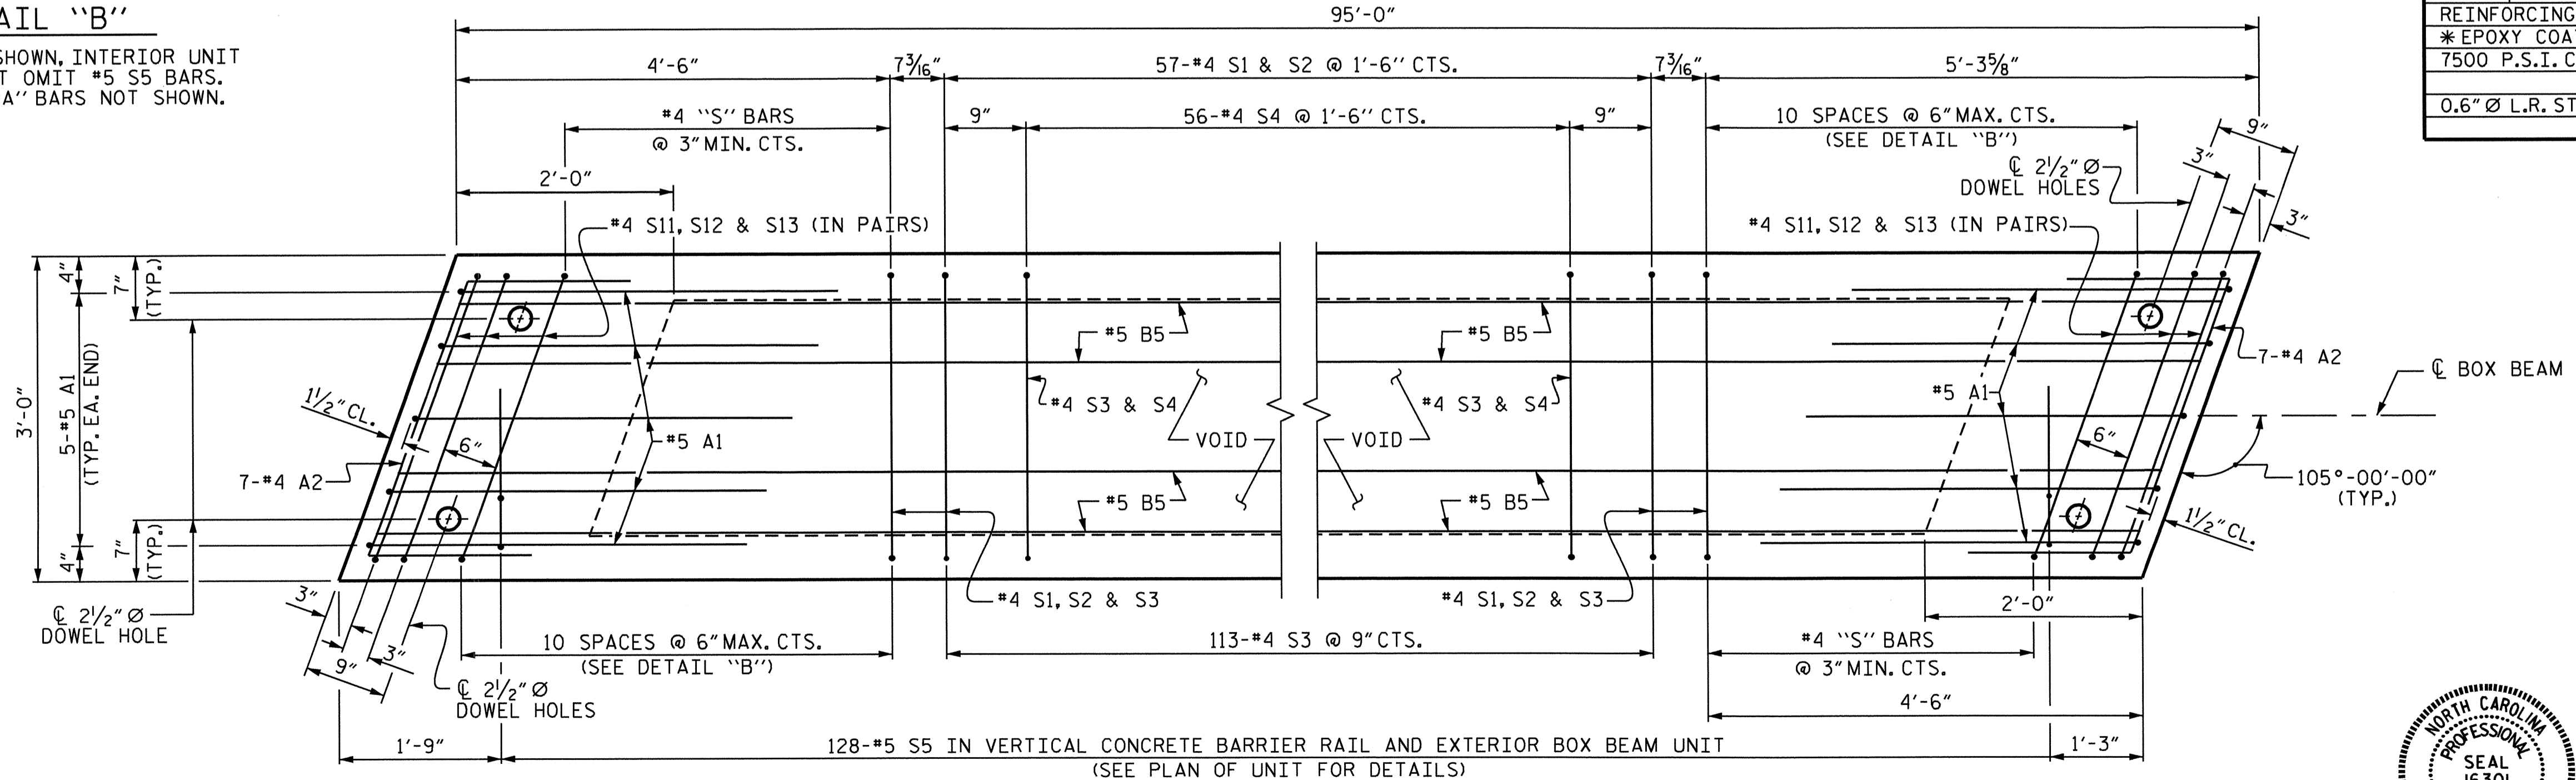 AIL "B"
SHOWN, INTERIOR UNIT
T OMIT #5 S5 BARS.
"A" BARS NOT SHOWN.
95'-0"
REINFORCING
* EPOXY COA
7500 P.S.I. C
0.6"Ø L.R. ST
4'-6"
7 3/16"
57-#4 S1 & S2 @ 1'-6" CTS.
7 3/16"
5'-3 5/8"
#4 "S" BARS
@ 3" MIN. CTS.
9"
56-#4 S4 @ 1'-6" CTS.
9"
10 SPACES @ 6" MAX. CTS.
(SEE DETAIL "B")
9"
3"
2'-0"
℄ 2 1/2" Ø
DOWEL HOLES
3"
#4 S11, S12 & S13 (IN PAIRS)
#4 S11, S12 & S13 (IN PAIRS)
4"
7"
(TYP.)
3'-0"
5-#5 A1
(TYP. EA. END)
#5 B5
#5 B5
7-#4 A2
℄ BOX BEAM
1 1/2" CL.
#4 S3 & S4
#4 S3 & S4
#5 A1
6"
#5 A1
VOID
VOID
6"
7-#4 A2
#5 B5
#5 B5
105°-00'-00"
(TYP.)
1 1/2" CL.
4"
7"
(TYP.)
3"
℄ 2 1/2" Ø
DOWEL HOLE
#4 S1, S2 & S3
#4 S1, S2 & S3
2'-0"
9"
3"
10 SPACES @ 6" MAX. CTS.
(SEE DETAIL "B")
113-#4 S3 @ 9" CTS.
#4 "S" BARS
@ 3" MIN. CTS.
℄ 2 1/2" Ø
DOWEL HOLES
4'-6"
1'-9"
128-#5 S5 IN VERTICAL CONCRETE BARRIER RAIL AND EXTERIOR BOX BEAM UNIT
(SEE PLAN OF UNIT FOR DETAILS)
1'-3"
NORTH CAROLINA
PROFESSIONAL
SEAL
16301